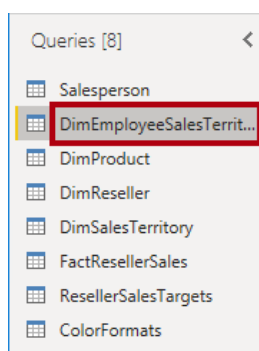 Queries [8]
Salesperson
DimEmployeeSalesTerrit...
DimProduct
DimReseller
DimSalesTerritory
FactResellerSales
ResellerSalesTargets
ColorFormats